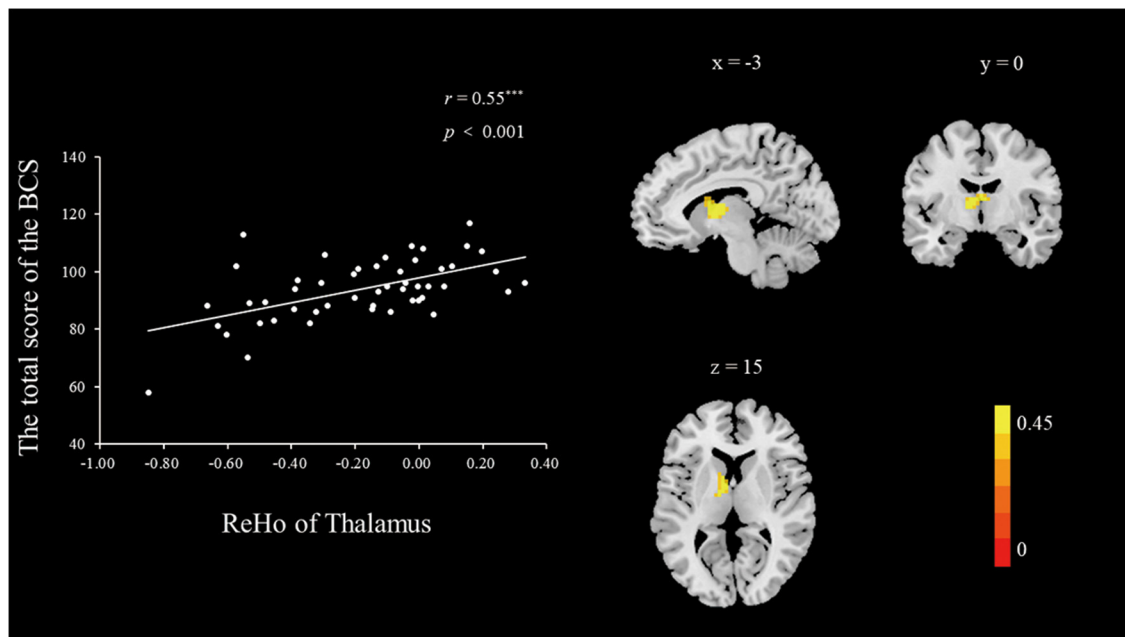 r = 0.55***
p < 0.001
The total score of the BCS
140
120
100
80
60
40
-1.00
-0.80
-0.60
-0.40
-0.20
0.00
0.20
0.40
ReHo of Thalamus
x = -3
y = 0
z = 15
0.45
0